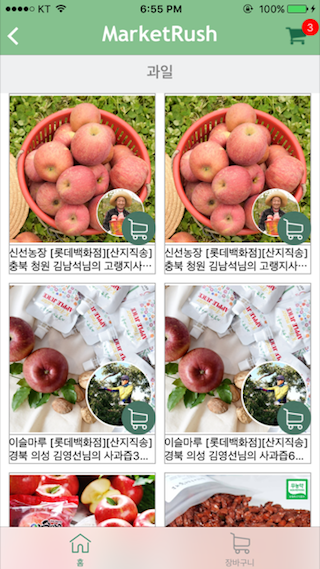 KT 6:55 PM 100%
MarketRush 3
과일
신선농장 [롯데백화점][산지직송]
충북 청원 김남석님의 고랭지사…
신선농장 [롯데백화점][산지직송]
충북 청원 김남석님의 고랭지사…
APPLE JUICE
이슬마루 [롯데백화점][산지직송]
경북 의성 김영선님의 사과즙3...
이슬마루 [롯데백화점][산지직송]
경북 의성 김영선님의 사과즙6...
홈 장바구니